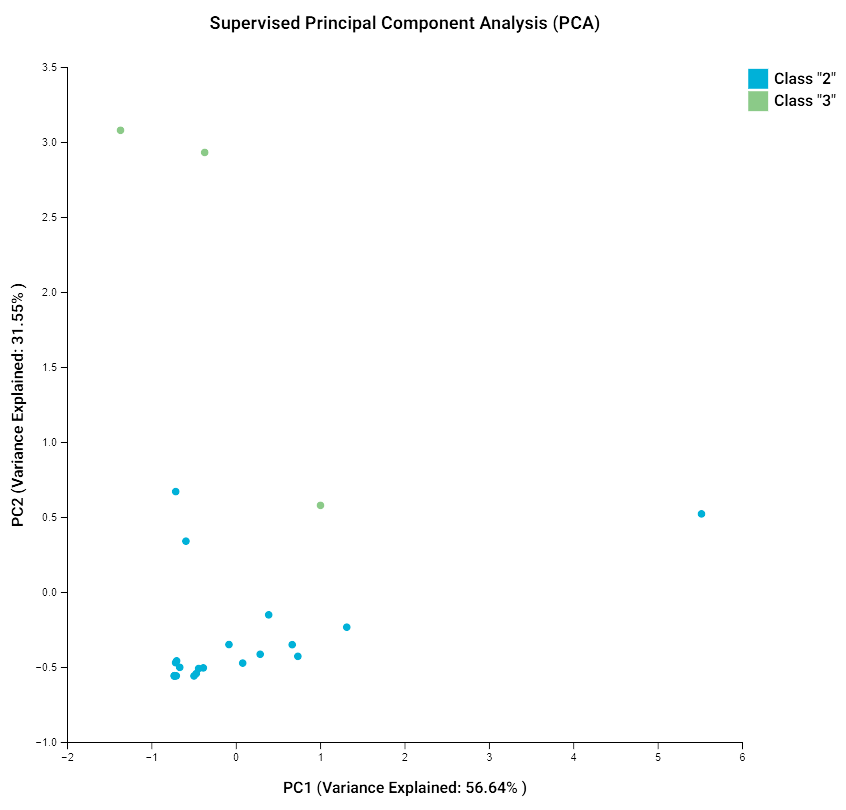 Supervised Principal Component Analysis (PCA)
Class "2"
Class "3"
3.5
3.0
2.5
2.0
1.5
1.0
0.5
0.0
−0.5
−1.0
PC2 (Variance Explained: 31.55% )
−2 −1 0 1 2 3 4 5 6
PC1 (Variance Explained: 56.64% )